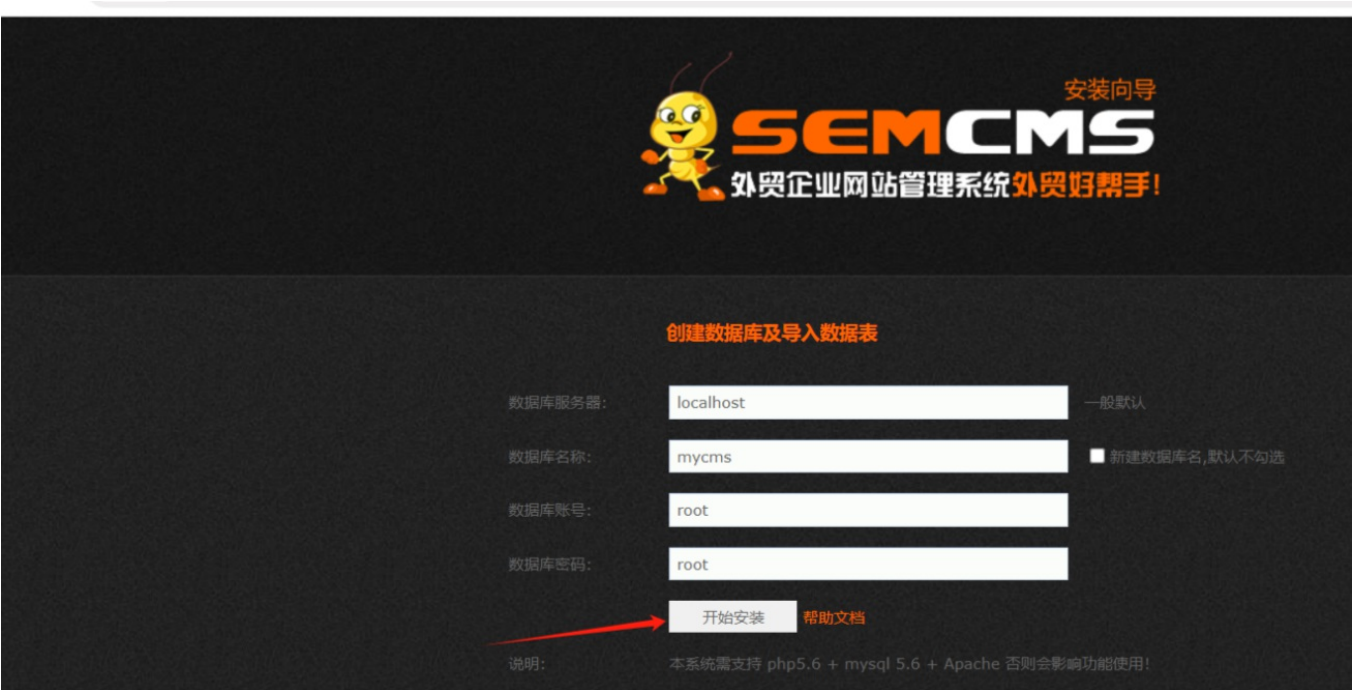 安装向导
SEMCMS
外贸企业网站管理系统外贸好帮手!
创建数据库及导入数据表
数据库服务器: localhost 一般默认
数据库名称: mycms 新建数据库名,默认不勾选
数据库账号: root
数据库密码: root
开始安装 帮助文档
说明: 本系统需支持 php5.6 + mysql 5.6 + Apache 否则会影响功能使用!